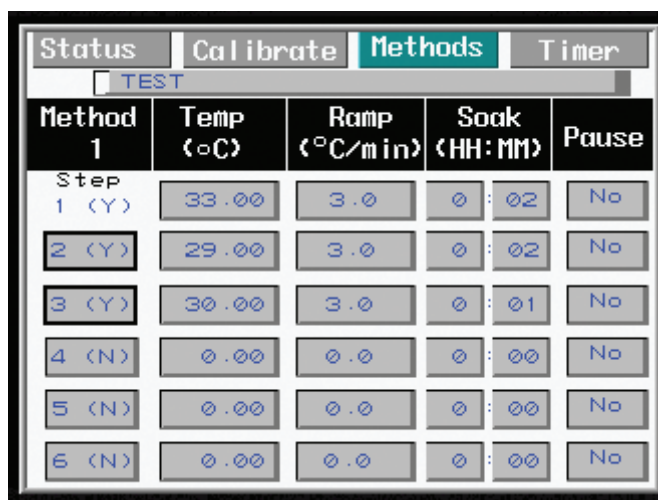 Status Calibrate Methods Timer
TEST
Method Temp Ramp Soak Pause
1 (oC) (°C/min) (HH:MM)
Step
1 (Y) 33.00 3.0 0 : 02 No
2 (Y) 29.00 3.0 0 : 02 No
3 (Y) 30.00 3.0 0 : 01 No
4 (N) 0.00 0.0 0 : 00 No
5 (N) 0.00 0.0 0 : 00 No
6 (N) 0.00 0.0 0 : 00 No